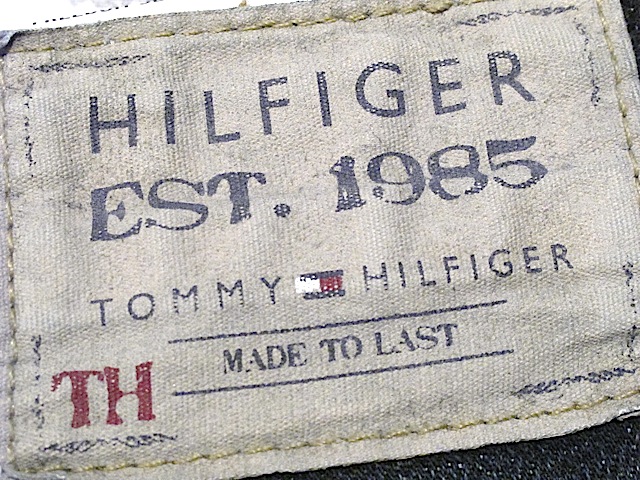 HILFIGER
EST. 1985
TOMMY HILFIGER
MADE TO LAST
TH